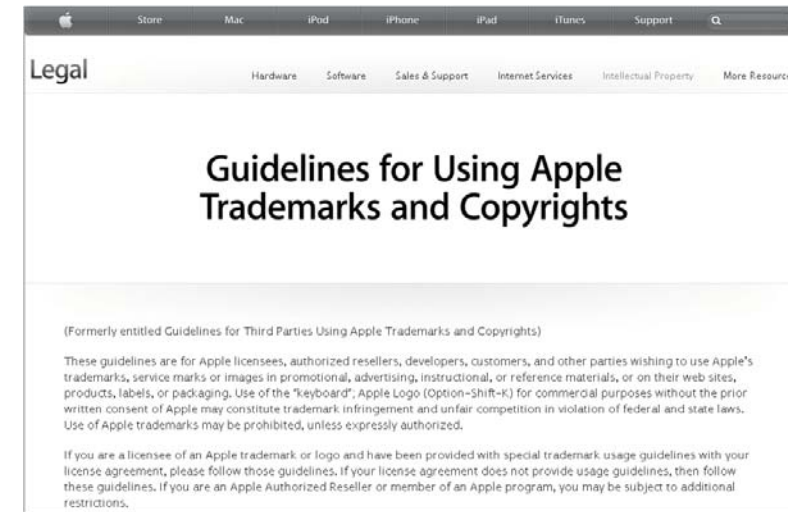 Store Mac iPod iPhone iPad iTunes Support
Legal
Hardware Software Sales & Support Internet Services Intellectual Property More Resourc
Guidelines for Using Apple
Trademarks and Copyrights
(Formerly entitled Guidelines for Third Parties Using Apple Trademarks and Copyrights)
These guidelines are for Apple licensees, authorized resellers, developers, customers, and other parties wishing to use Apple's
trademarks, service marks or images in promotional, advertising, instructional, or reference materials, or on their web sites,
products, labels, or packaging. Use of the "keyboard"; Apple Logo (Option-Shift-K) for commercial purposes without the prior
written consent of Apple may constitute trademark infringement and unfair competition in violation of federal and state laws.
Use of Apple trademarks may be prohibited, unless expressly authorized.
If you are a licensee of an Apple trademark or logo and have been provided with special trademark usage guidelines with your
license agreement, please follow those guidelines. If your license agreement does not provide usage guidelines, then follow
these guidelines. If you are an Apple Authorized Reseller or member of an Apple program, you may be subject to additional
restrictions.